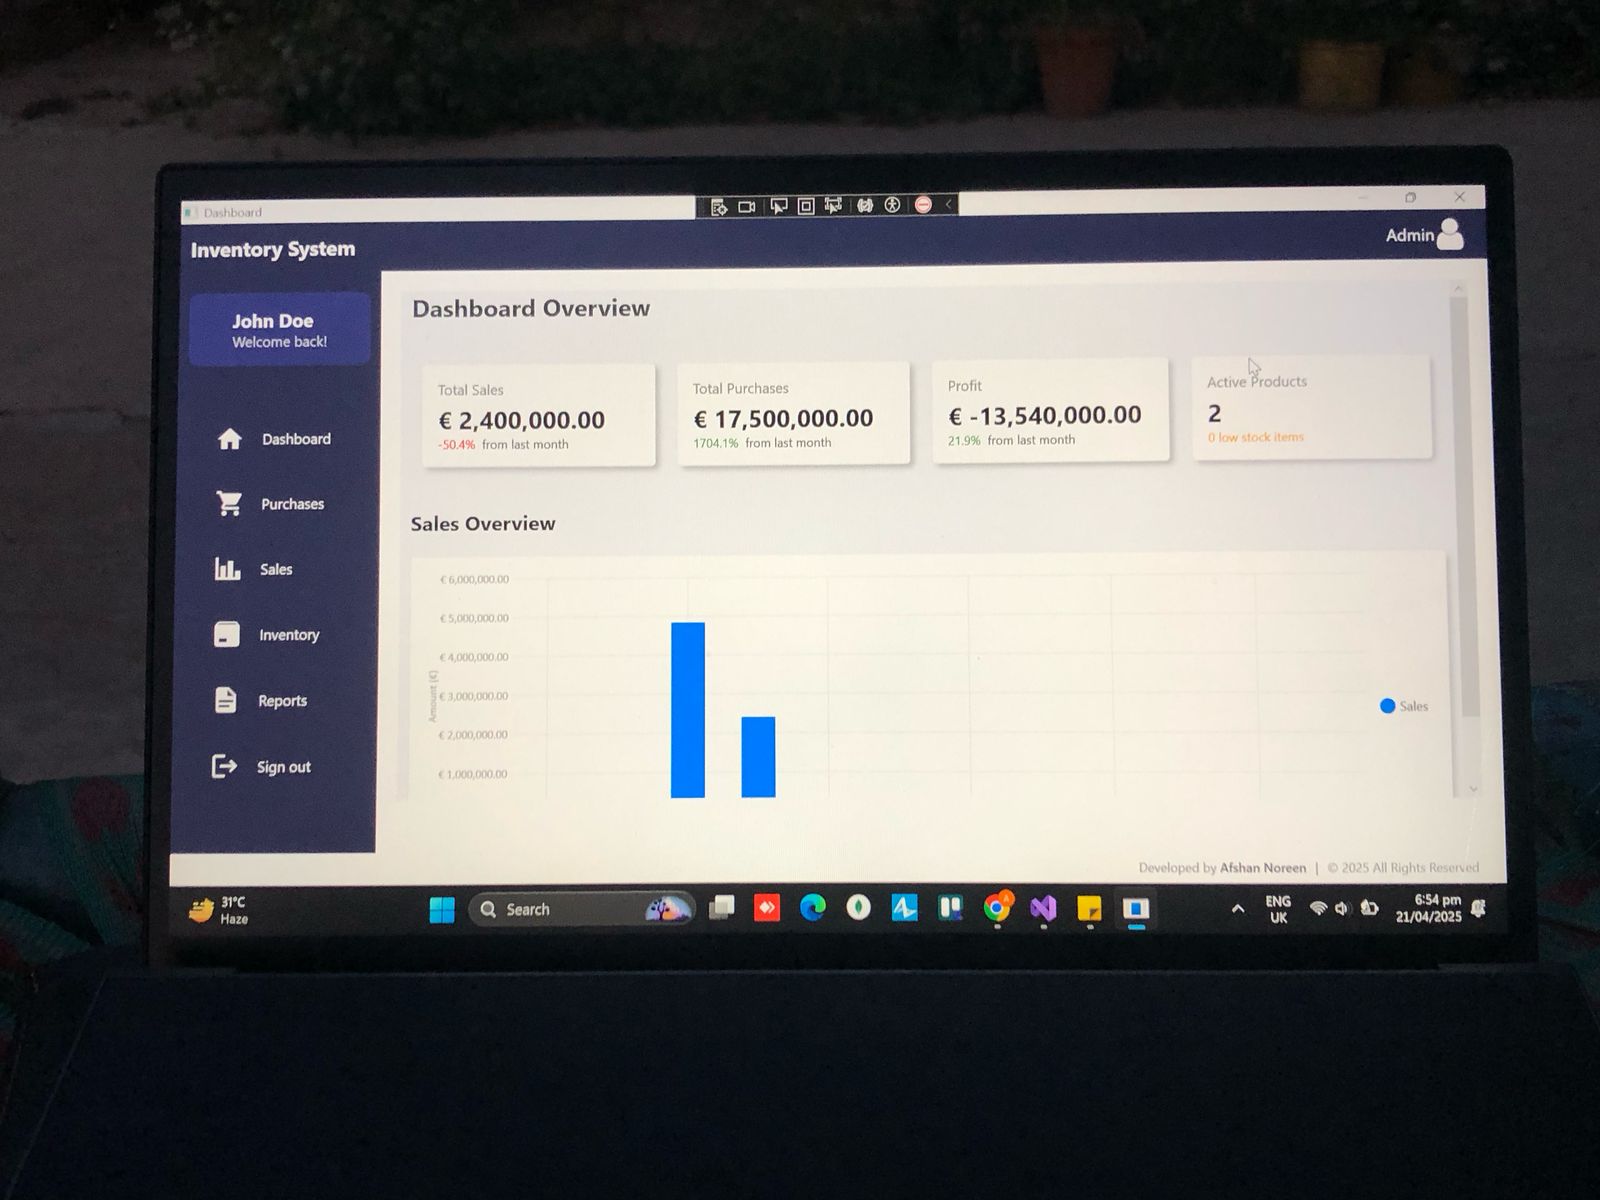 Dashboard
Inventory System
Admin
John Doe
Welcome back!
Dashboard
Purchases
Sales
Inventory
Reports
Sign out
Dashboard Overview
Total Sales
€ 2,400,000.00
-50.4% from last month
Total Purchases
€ 17,500,000.00
1704.1% from last month
Profit
€ -13,540,000.00
21.9% from last month
Active Products
2
0 low stock items
Sales Overview
€ 6,000,000.00
€ 5,000,000.00
€ 4,000,000.00
€ 3,000,000.00
€ 2,000,000.00
€ 1,000,000.00
Amount (€)
Sales
Developed by Afshan Noreen | © 2025 All Rights Reserved
31°C
Haze
Search
ENG
UK
6:54 pm
21/04/2025